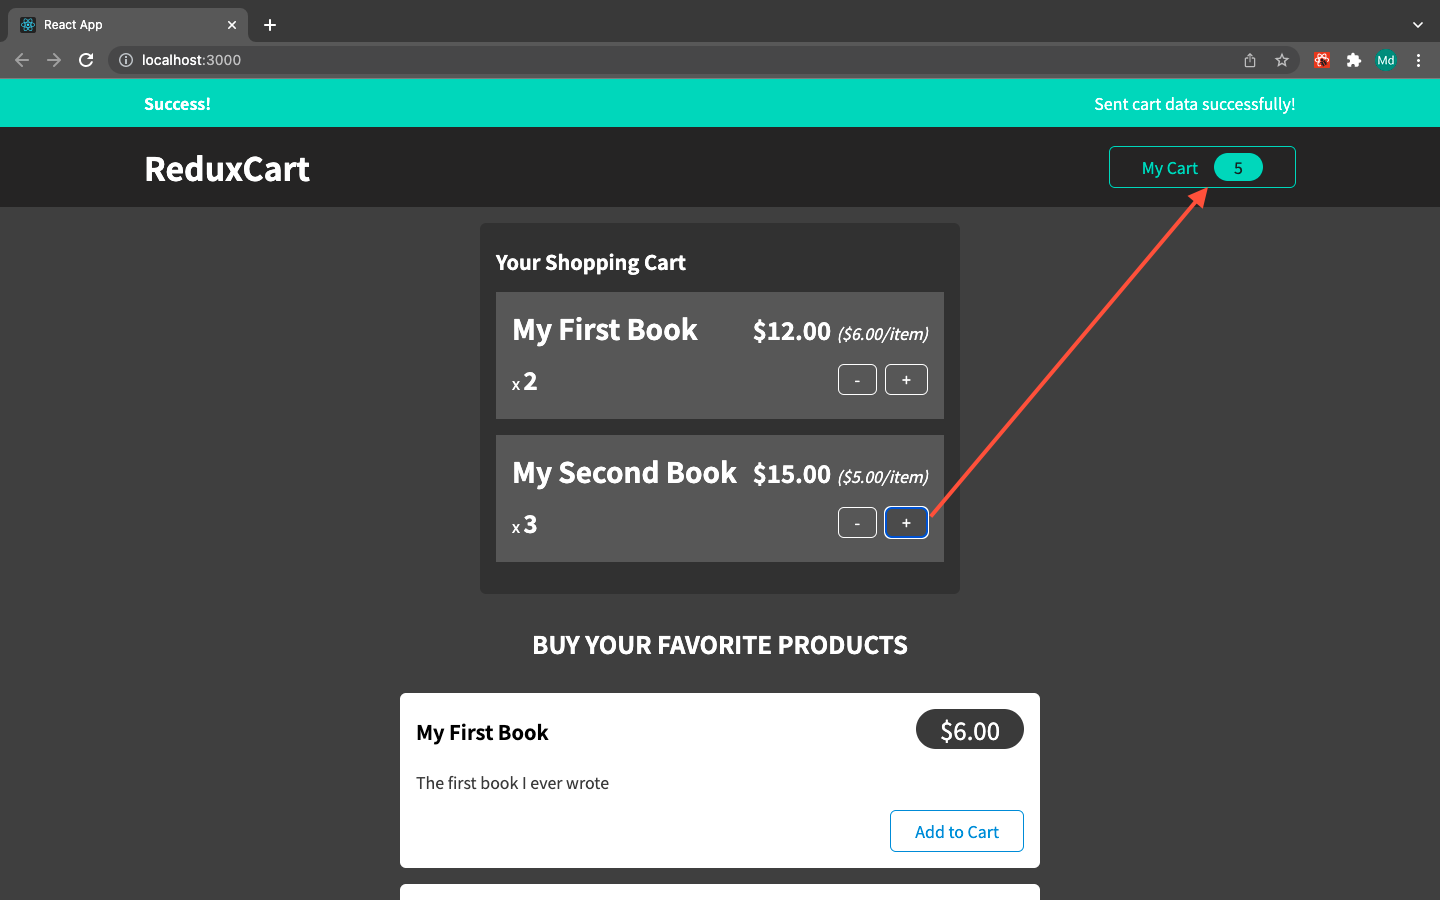 React App
localhost:3000
Md
Success!
Sent cart data successfully!
ReduxCart
My Cart 5
Your Shopping Cart
My First Book $12.00 ($6.00/item)
x 2 - +
My Second Book $15.00 ($5.00/item)
x 3 - +
BUY YOUR FAVORITE PRODUCTS
My First Book $6.00
The first book I ever wrote
Add to Cart